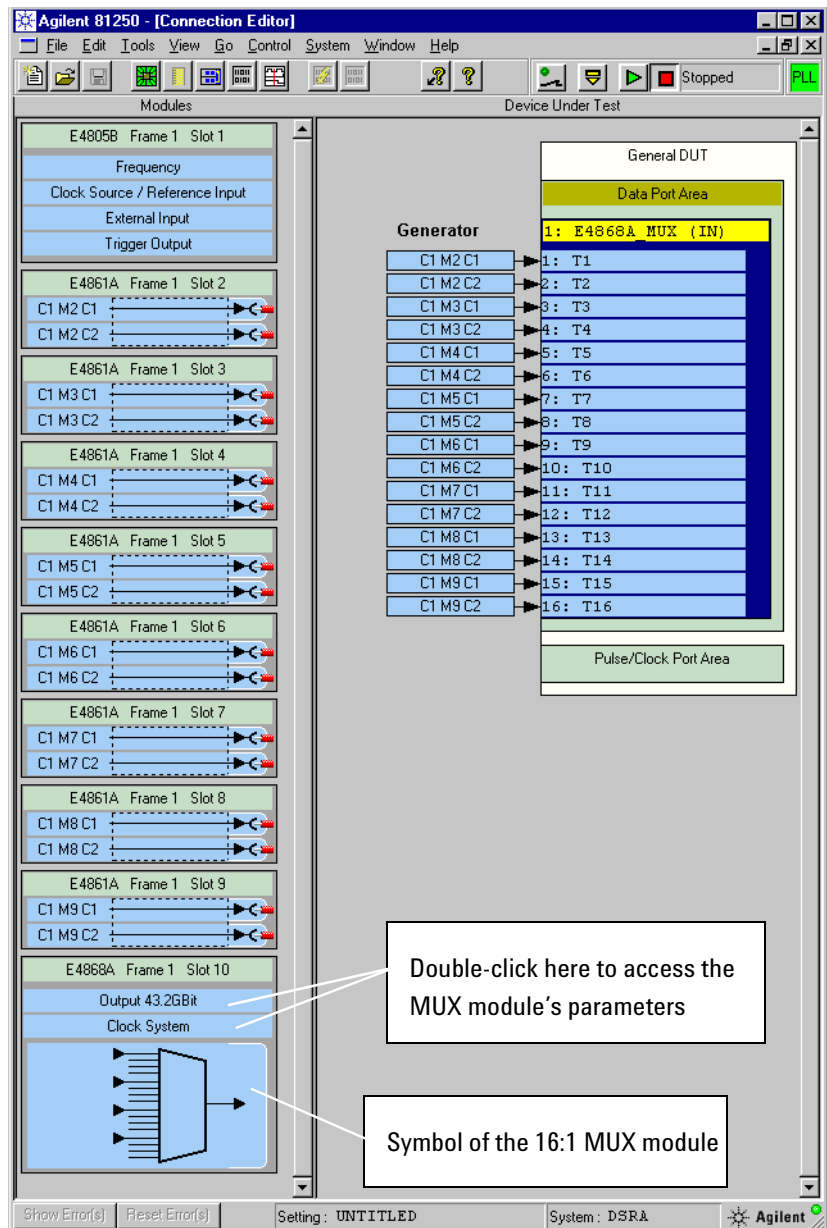 Agilent 81250 - [Connection Editor]
File Edit Tools View Go Control System Window Help
Stopped PLL
Modules
Device Under Test
E4805B Frame 1 Slot 1
Frequency
Clock Source / Reference Input
External Input
Trigger Output
E4861A Frame 1 Slot 2
C1 M2 C1
C1 M2 C2
E4861A Frame 1 Slot 3
C1 M3 C1
C1 M3 C2
E4861A Frame 1 Slot 4
C1 M4 C1
C1 M4 C2
E4861A Frame 1 Slot 5
C1 M5 C1
C1 M5 C2
E4861A Frame 1 Slot 6
C1 M6 C1
C1 M6 C2
E4861A Frame 1 Slot 7
C1 M7 C1
C1 M7 C2
E4861A Frame 1 Slot 8
C1 M8 C1
C1 M8 C2
E4861A Frame 1 Slot 9
C1 M9 C1
C1 M9 C2
E4868A Frame 1 Slot 10
Output 43.2GBit
Clock System
General DUT
Data Port Area
Generator
1: E4868A_MUX (IN)
C1 M2 C1 1: T1
C1 M2 C2 2: T2
C1 M3 C1 3: T3
C1 M3 C2 4: T4
C1 M4 C1 5: T5
C1 M4 C2 6: T6
C1 M5 C1 7: T7
C1 M5 C2 8: T8
C1 M6 C1 9: T9
C1 M6 C2 10: T10
C1 M7 C1 11: T11
C1 M7 C2 12: T12
C1 M8 C1 13: T13
C1 M8 C2 14: T14
C1 M9 C1 15: T15
C1 M9 C2 16: T16
Pulse/Clock Port Area
Double-click here to access the
MUX module's parameters
Symbol of the 16:1 MUX module
Show Error(s) Reset Error(s) Setting: UNTITLED System: DSRA Agilent